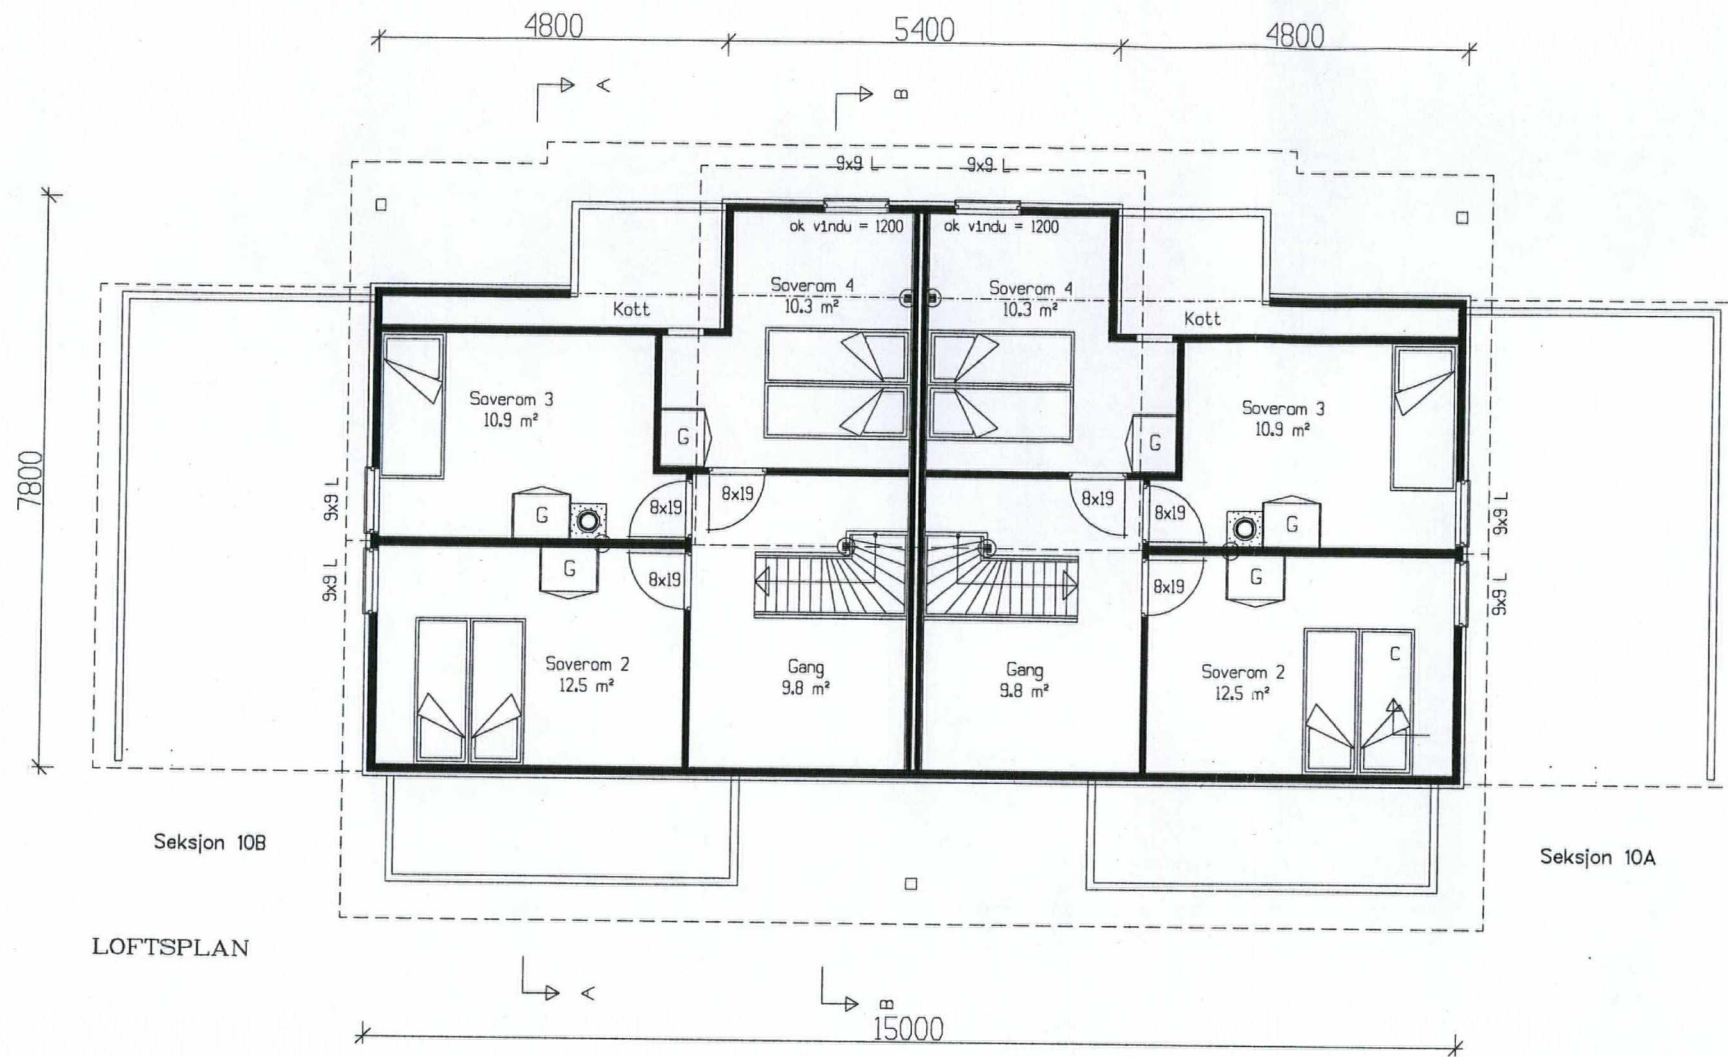 4800
5400
4800
A
B
9x9 L
9x9 L
ok vindu = 1200
ok vindu = 1200
Soverom 4
10.3 m²
Soverom 4
10.3 m²
Kott
Kott
7800
Soverom 3
10.9 m²
Soverom 3
10.9 m²
G
G
9x9 L
G
8x19
8x19
8x19
8x19
G
9x9 L
9x9 L
G
8x19
8x19
G
9x9 L
Soverom 2
12.5 m²
Gang
9.8 m²
Gang
9.8 m²
Soverom 2
12.5 m²
C
Seksjon 10B
Seksjon 10A
LOFTSPLAN
A
B
15000